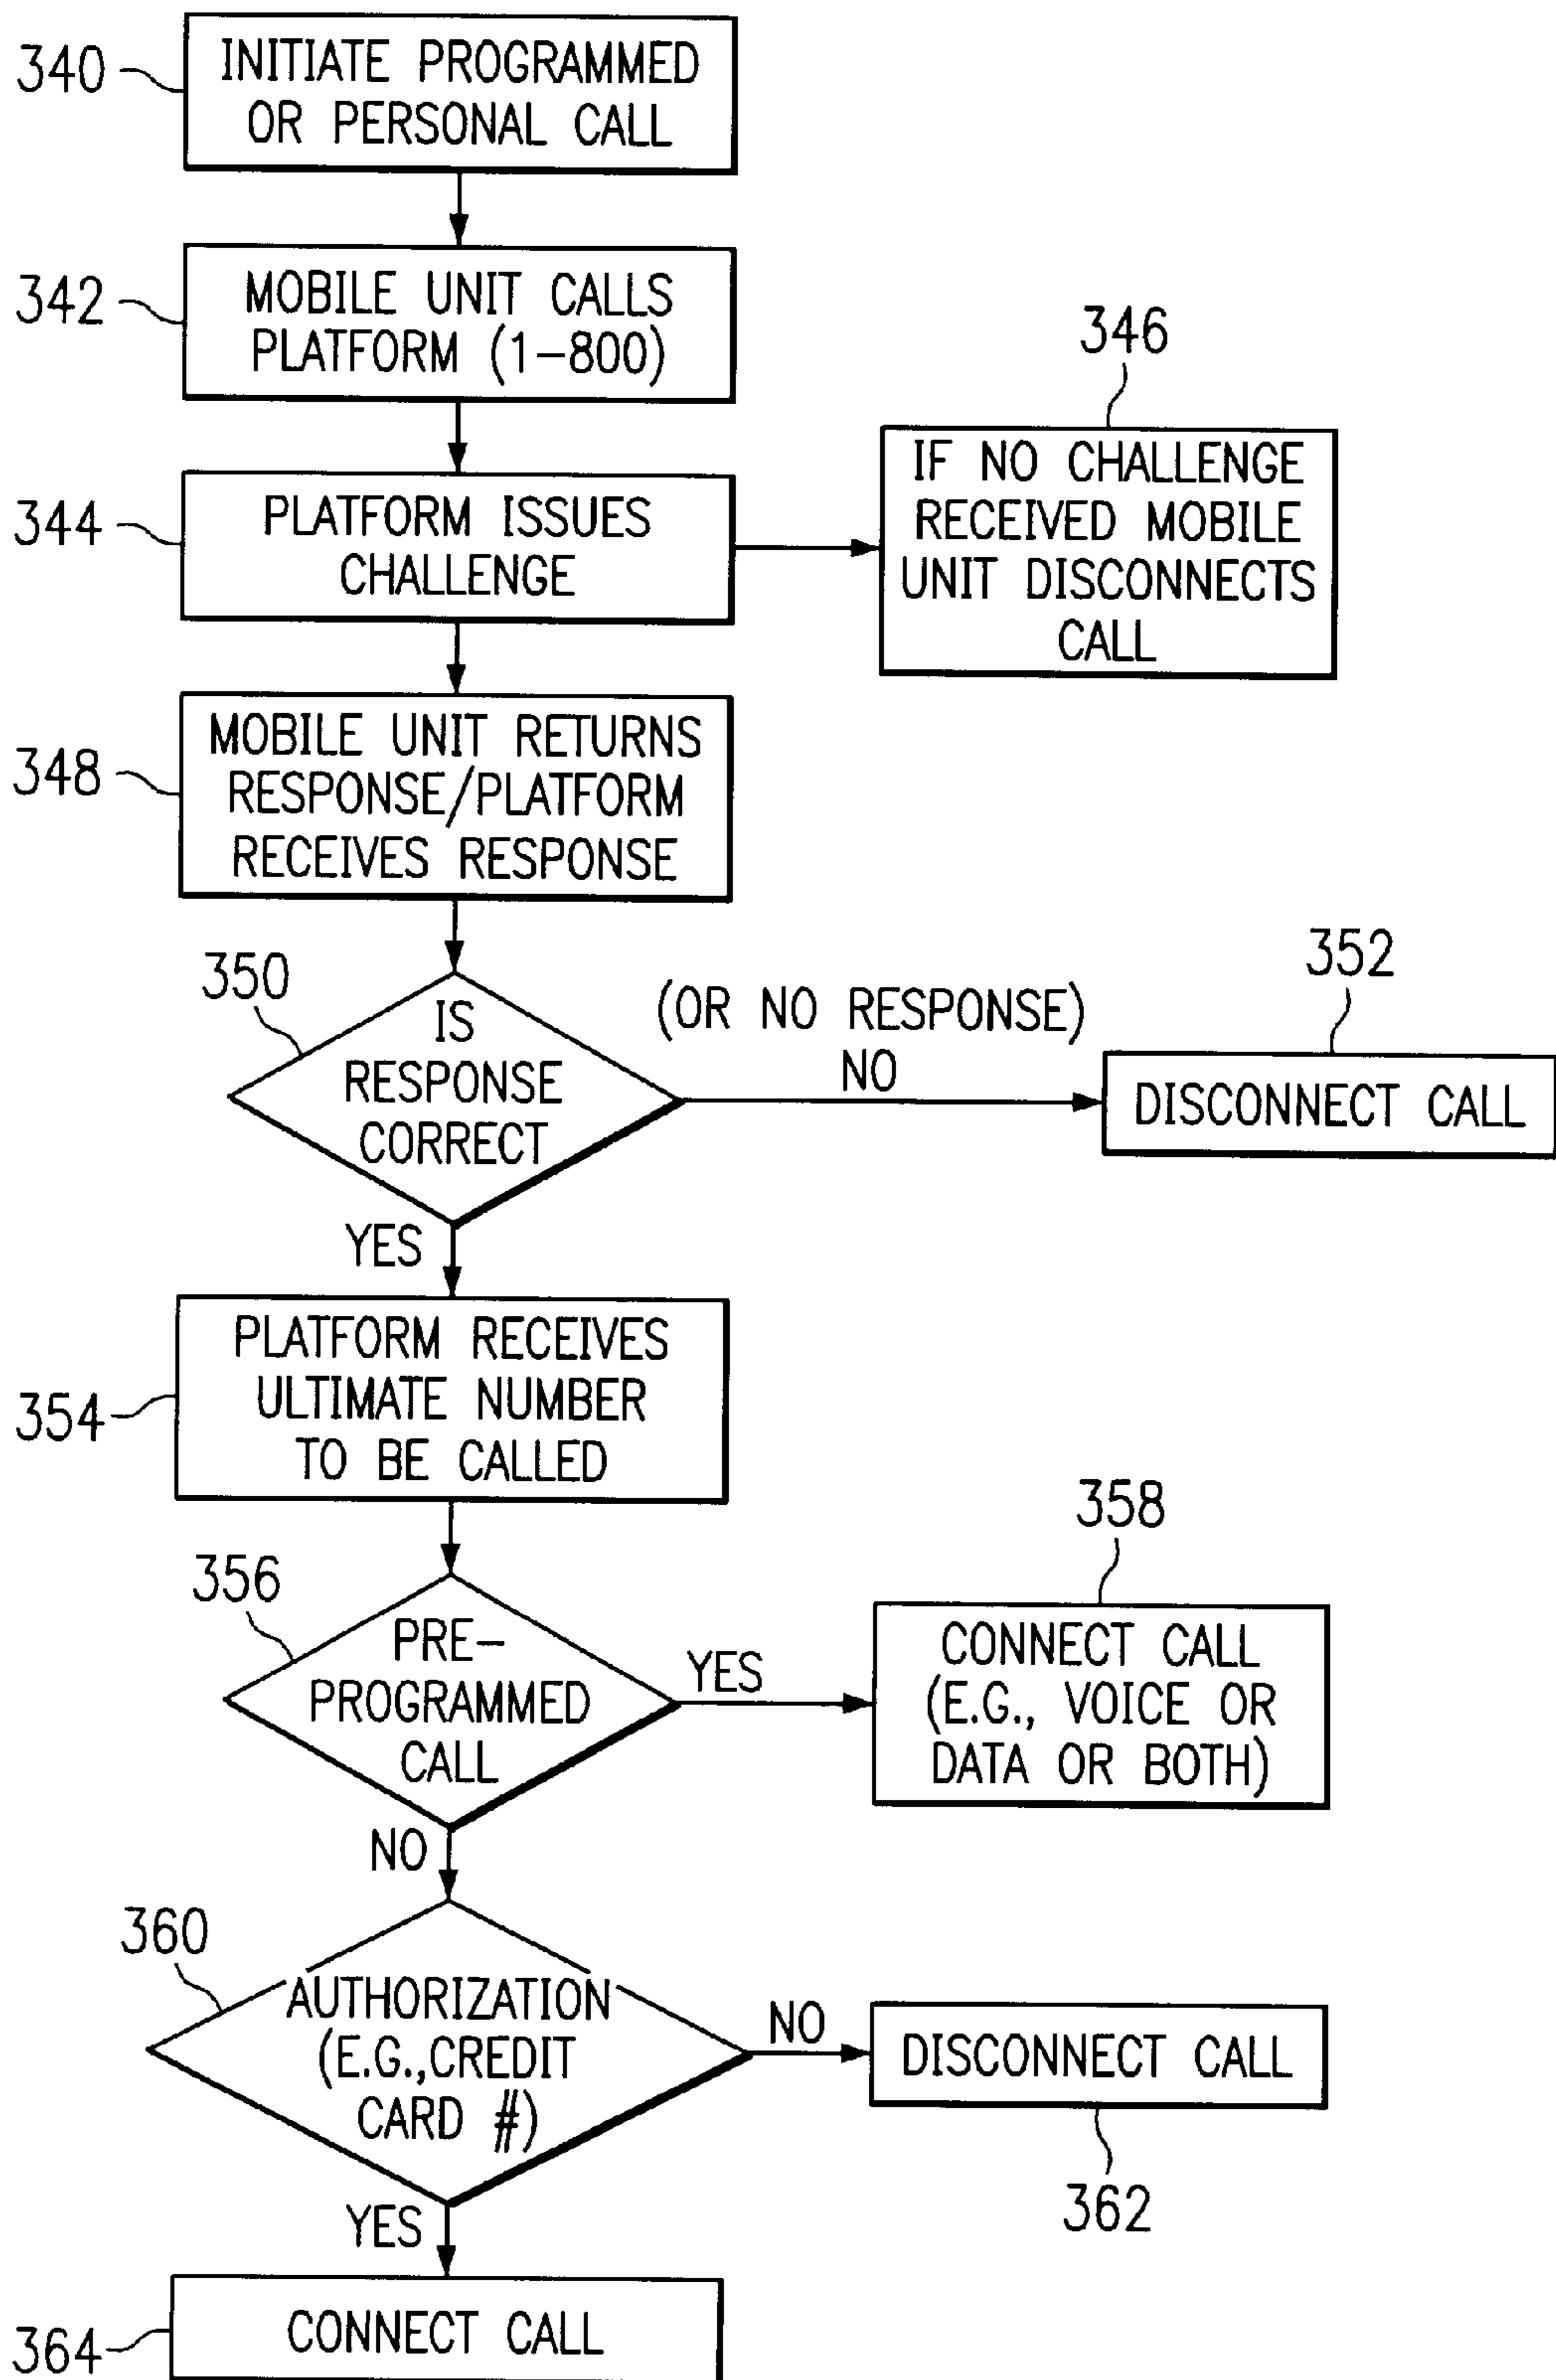 340
INITIATE PROGRAMMED
OR PERSONAL CALL
342
MOBILE UNIT CALLS
PLATFORM (1-800)
344
PLATFORM ISSUES
CHALLENGE
346
IF NO CHALLENGE
RECEIVED MOBILE
UNIT DISCONNECTS
CALL
348
MOBILE UNIT RETURNS
RESPONSE/PLATFORM
RECEIVES RESPONSE
350
IS
RESPONSE
CORRECT
(OR NO RESPONSE)
NO
352
DISCONNECT CALL
YES
354
PLATFORM RECEIVES
ULTIMATE NUMBER
TO BE CALLED
356
PRE-
PROGRAMMED
CALL
YES
358
CONNECT CALL
(E.G., VOICE OR
DATA OR BOTH)
NO
360
AUTHORIZATION
(E.G.,CREDIT
CARD #)
NO
DISCONNECT CALL
362
YES
364
CONNECT CALL